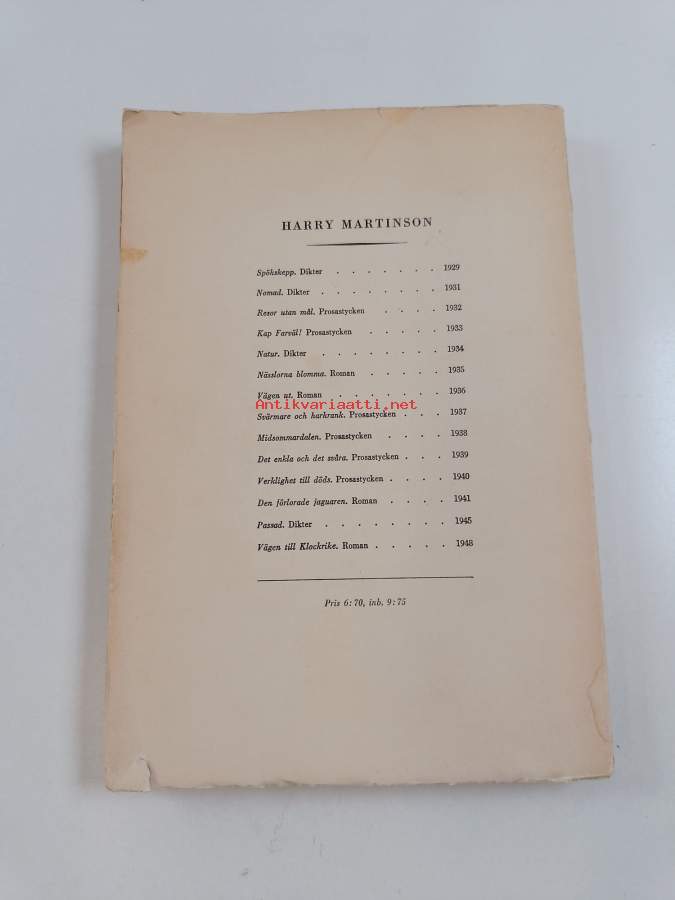 HARRY MARTINSON
Spökskepp. Dikter . . . . . . . 1929
Nomad. Dikter . . . . . . . . 1931
Resor utan mål. Prosastycken . . . . 1932
Kap Farväl! Prosastycken . . . . . 1933
Natur. Dikter . . . . . . . . 1934
Nässlorna blomma. Roman . . . . . 1935
Vägen ut. Roman . . . . . . . 1936
Antikvariaatti.net
Svärmare och harkrank. Prosastycken . . . 1937
Midsommardalen. Prosastycken . . . . 1938
Det enkla och det svåra. Prosastycken . . . 1939
Verklighet till döds. Prosastycken . . . . 1940
Den förlorade jaguaren. Roman . . . . 1941
Passad. Dikter . . . . . . . . 1945
Vägen till Klockrike. Roman . . . . . 1948
Pris 6:70, inb. 9:75